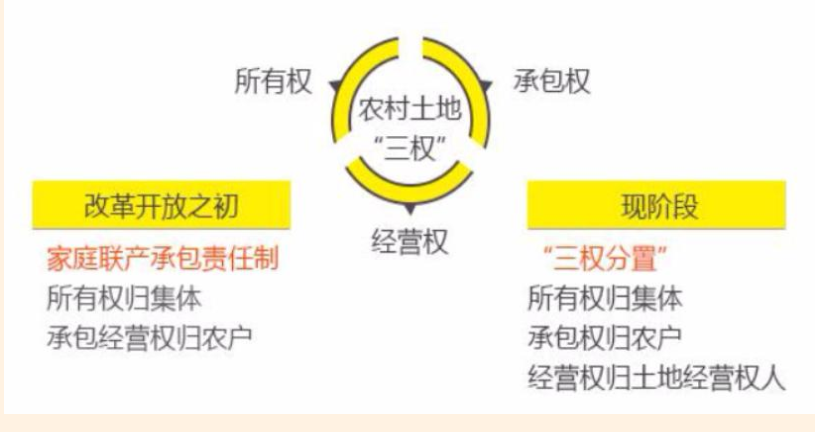 所有权
承包权
农村土地
“三权”
经营权
改革开放之初
家庭联产承包责任制
所有权归集体
承包经营权归农户
现阶段
“三权分置”
所有权归集体
承包权归农户
经营权归土地经营权人